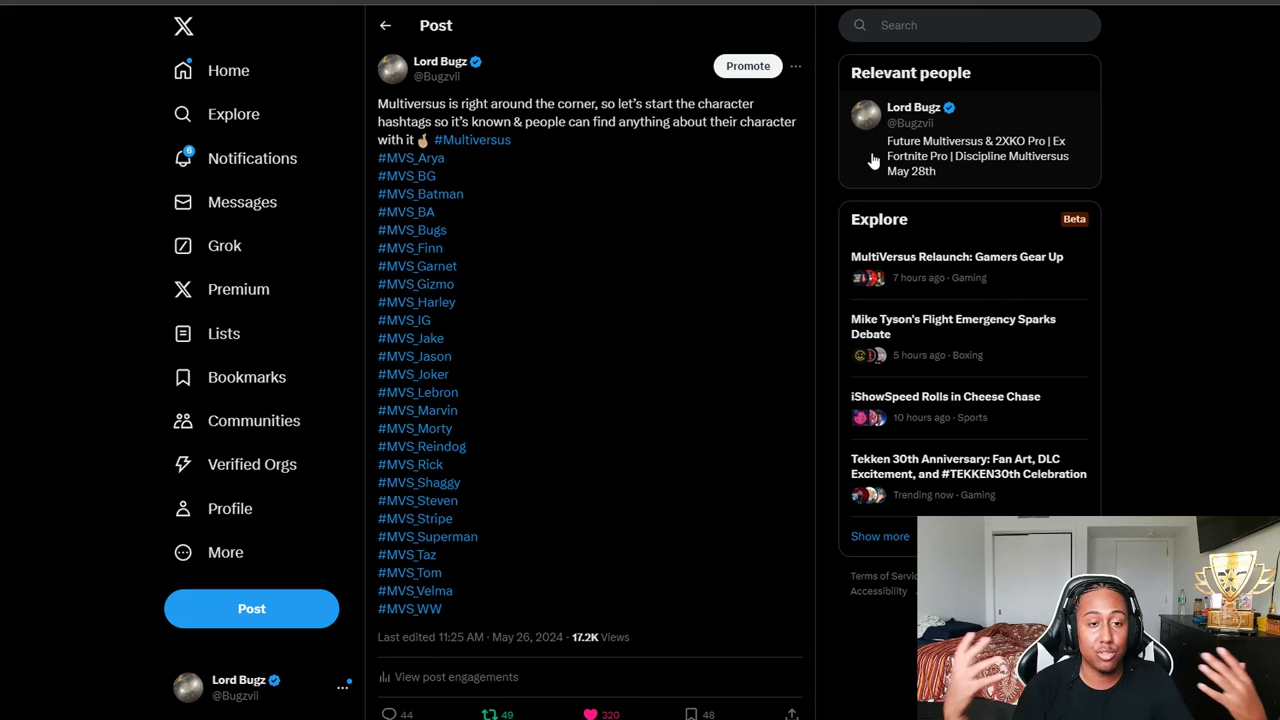 Home
Explore
6
Notifications
Messages
Grok
Premium
Lists
Bookmarks
Communities
Verified Orgs
Profile
More
Post
Lord Bugz
@Bugzvii
Post
Lord Bugz
@Bugzvii
Promote
Multiversus is right around the corner, so let's start the character
hashtags so it's known & people can find anything about their character
with it🤞🏼 #Multiversus
#MVS_Arya
#MVS_BG
#MVS_Batman
#MVS_BA
#MVS_Bugs
#MVS_Finn
#MVS_Garnet
#MVS_Gizmo
#MVS_Harley
#MVS_IG
#MVS_Jake
#MVS_Jason
#MVS_Joker
#MVS_Lebron
#MVS_Marvin
#MVS_Morty
#MVS_Reindog
#MVS_Rick
#MVS_Shaggy
#MVS_Steven
#MVS_Stripe
#MVS_Superman
#MVS_Taz
#MVS_Tom
#MVS_Velma
#MVS_WW
Last edited 11:25 AM · May 26, 2024 · 17.2K Views
View post engagements
44 49 320 48
Search
Relevant people
Lord Bugz
@Bugzvii
Future Multiversus & 2XKO Pro | Ex
Fortnite Pro | Discipline Multiversus
May 28th
Explore Beta
MultiVersus Relaunch: Gamers Gear Up
7 hours ago · Gaming
Mike Tyson's Flight Emergency Sparks
Debate
5 hours ago · Boxing
iShowSpeed Rolls in Cheese Chase
10 hours ago · Sports
Tekken 30th Anniversary: Fan Art, DLC
Excitement, and #TEKKEN30th Celebration
Trending now · Gaming
Show more
Terms of Servic
Accessibility